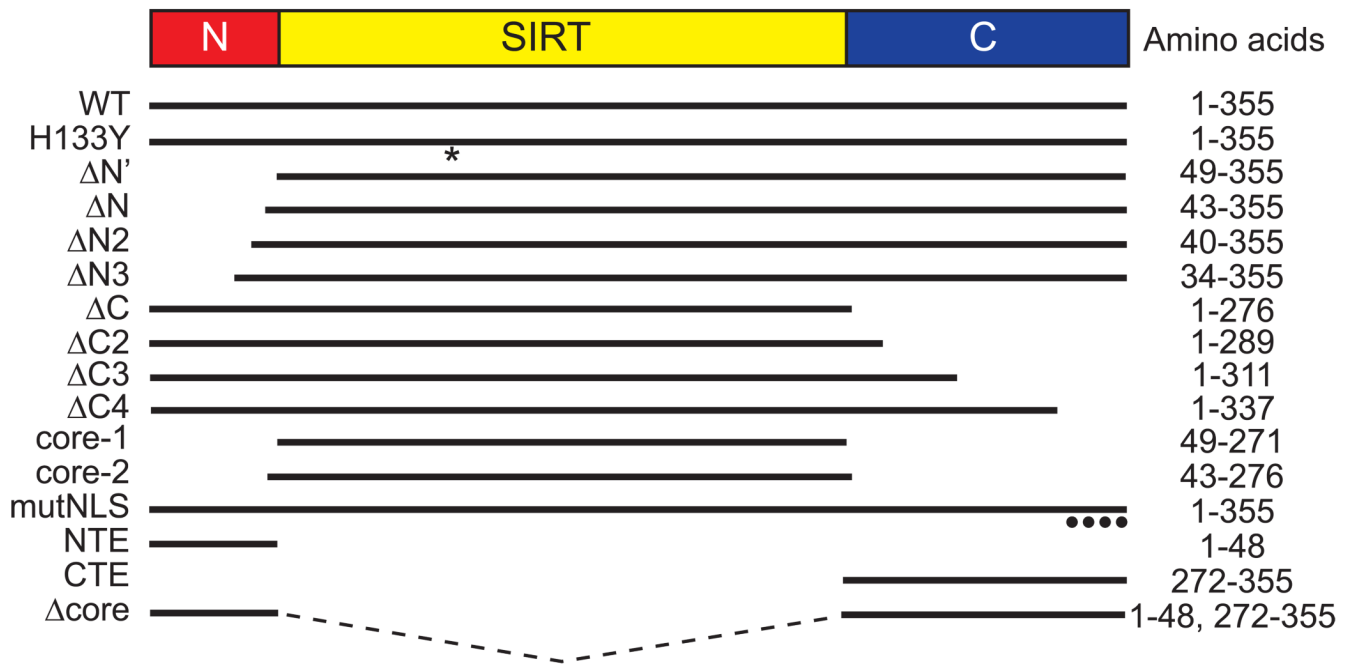 N SIRT C Amino acids
WT 1-355
H133Y 1-355
*
ΔN’ 49-355
ΔN 43-355
ΔN2 40-355
ΔN3 34-355
ΔC 1-276
ΔC2 1-289
ΔC3 1-311
ΔC4 1-337
core-1 49-271
core-2 43-276
mutNLS 1-355
NTE 1-48
CTE 272-355
Δcore 1-48, 272-355